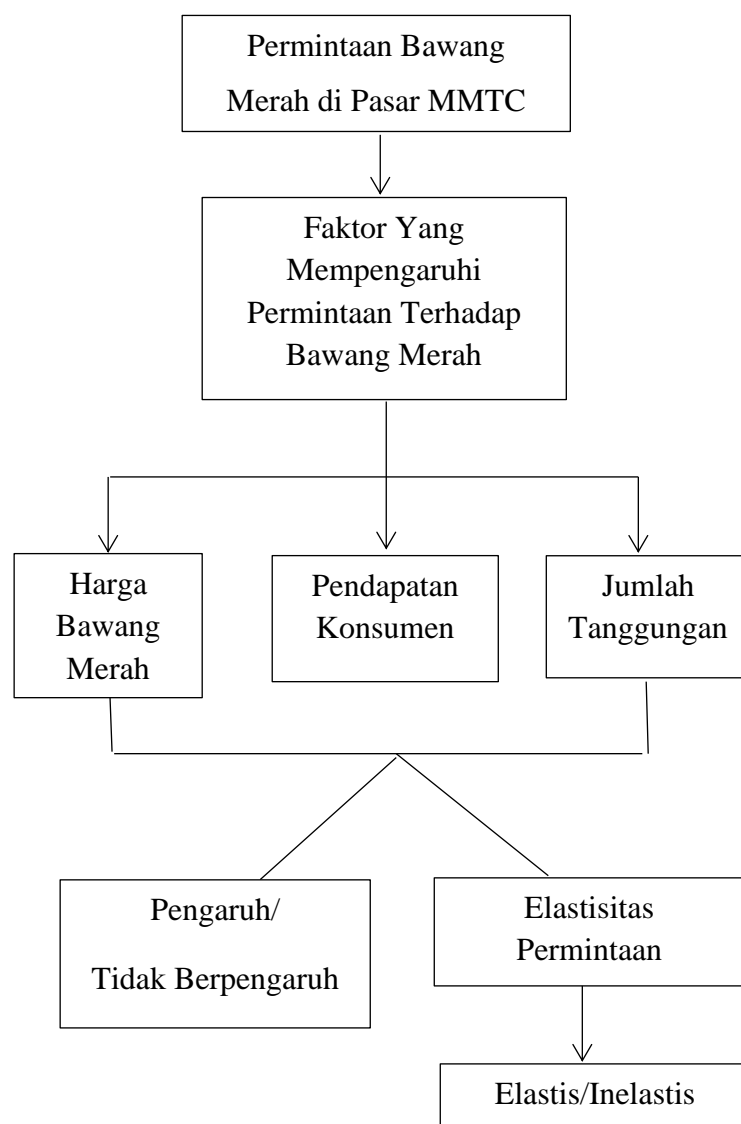 Permintaan Bawang
Merah di Pasar MMTC
Faktor Yang
Mempengaruhi
Permintaan Terhadap
Bawang Merah
Harga
Bawang
Merah
Pendapatan
Konsumen
Jumlah
Tanggungan
Pengaruh/
Tidak Berpengaruh
Elastisitas
Permintaan
Elastis/Inelastis